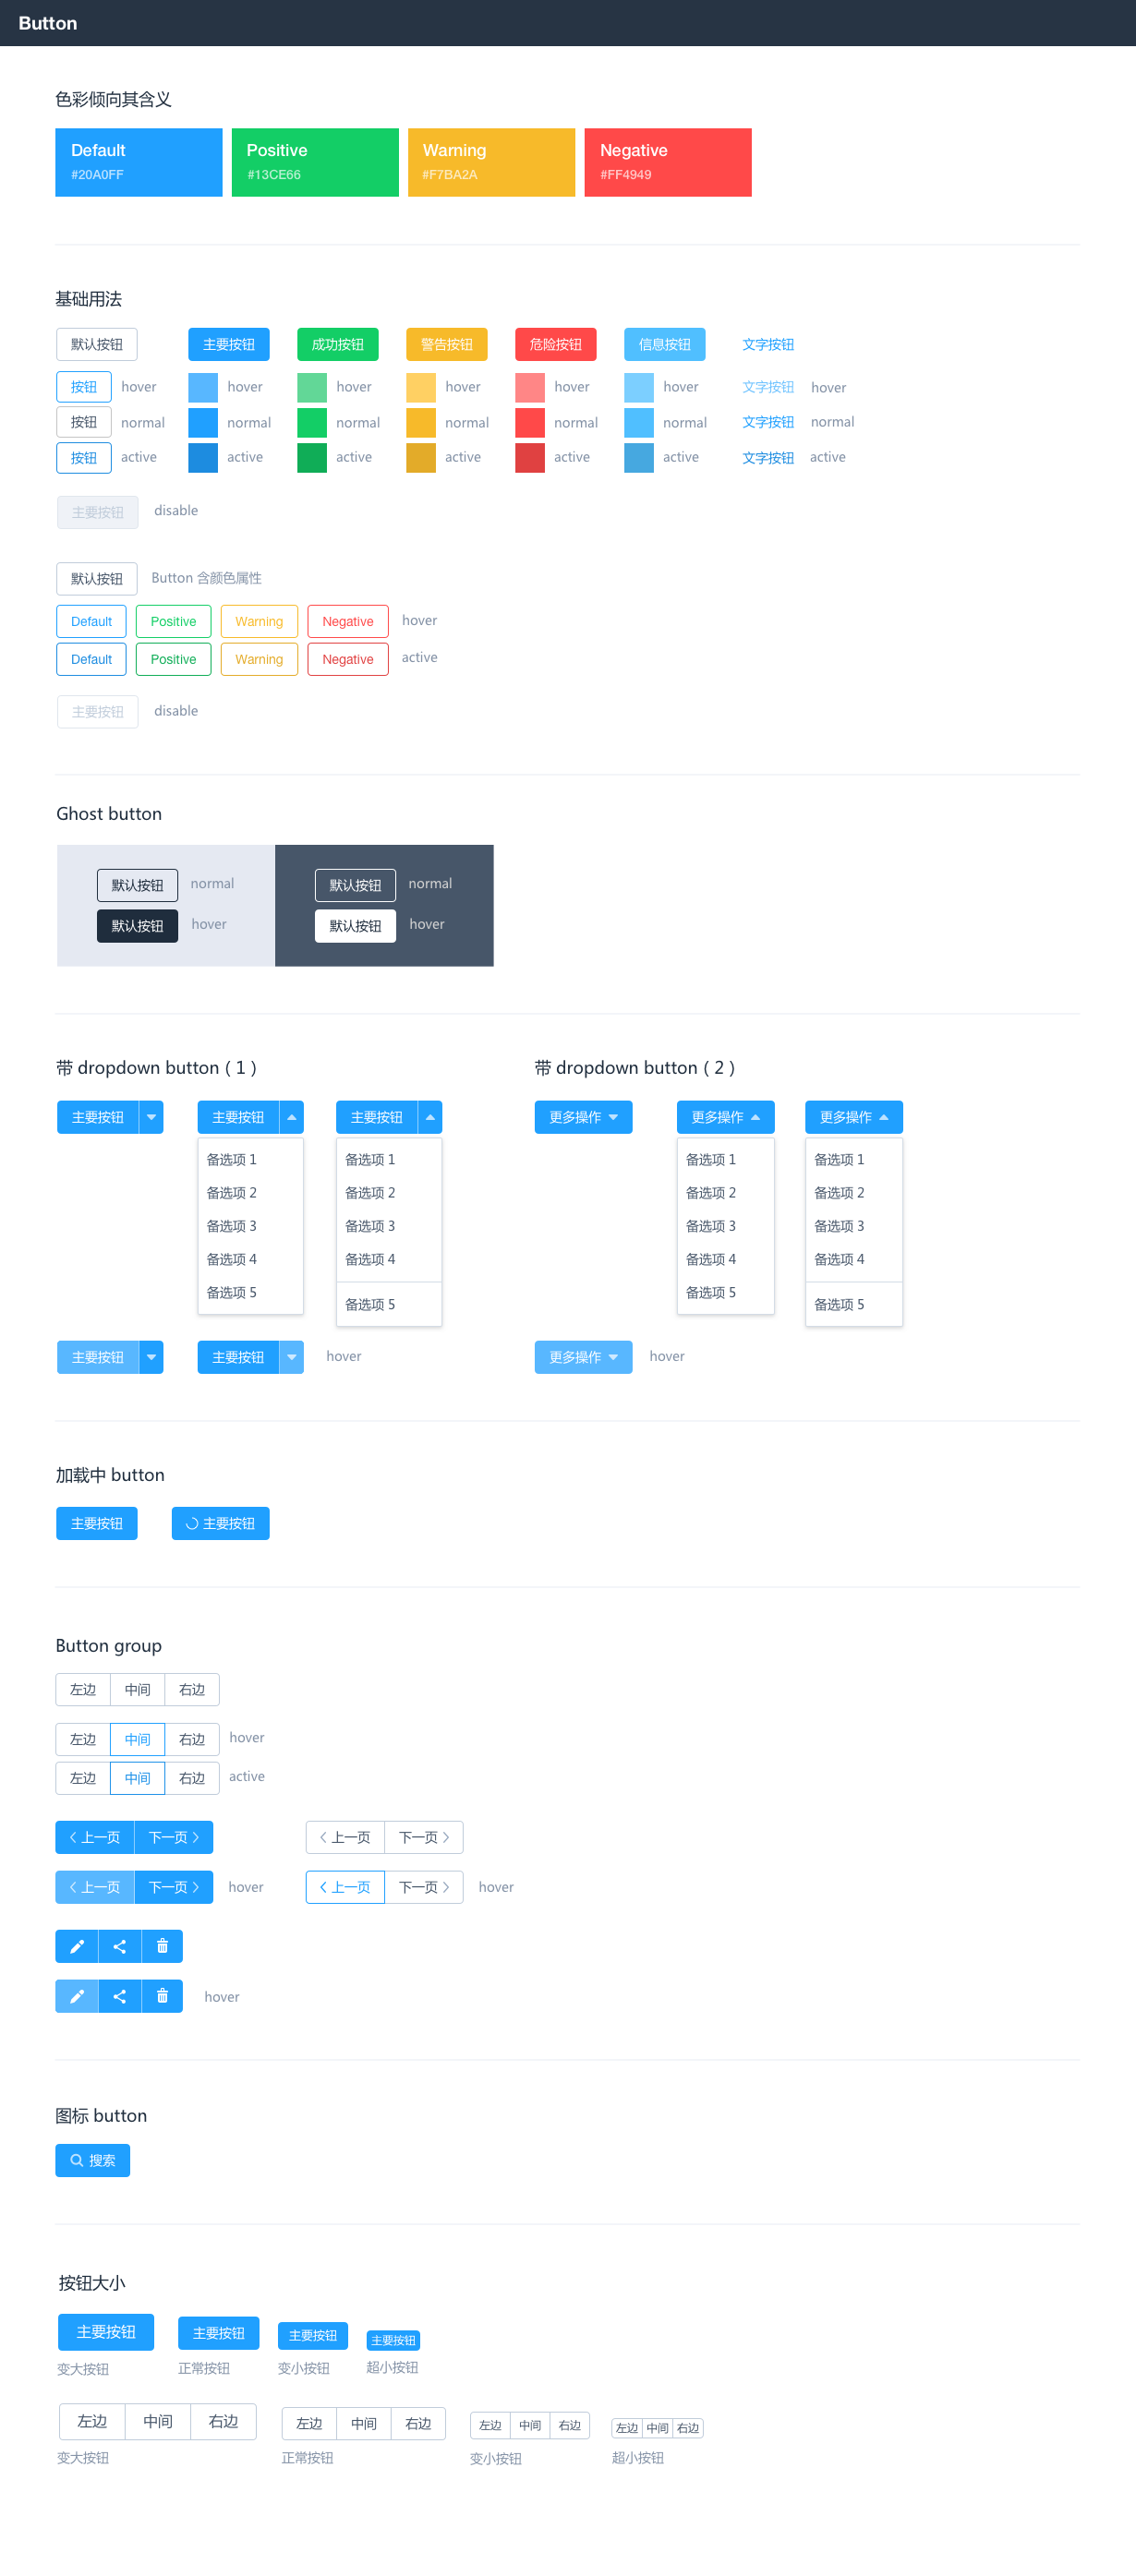 Button
色彩倾向其含义
Default Positive Warning Negative
#20A0FF #13CE66 #F7BA2A #FF4949
基础用法
默认按钮 主要按钮 成功按钮 警告按钮 危险按钮 信息按钮 文字按钮
按钮 hover hover hover hover hover hover 文字按钮 hover
按钮 normal normal normal normal normal normal 文字按钮 normal
按钮 active active active active active active 文字按钮 active
主要按钮 disable
默认按钮 Button 含颜色属性
Default Positive Warning Negative hover
Default Positive Warning Negative active
主要按钮 disable
Ghost button
默认按钮 normal 默认按钮 normal
默认按钮 hover 默认按钮 hover
带 dropdown button ( 1 ) 带 dropdown button ( 2 )
主要按钮 主要按钮 主要按钮 更多操作 更多操作 更多操作
备选项 1 备选项 1 备选项 1 备选项 1
备选项 2 备选项 2 备选项 2 备选项 2
备选项 3 备选项 3 备选项 3 备选项 3
备选项 4 备选项 4 备选项 4 备选项 4
备选项 5 备选项 5 备选项 5 备选项 5
主要按钮 主要按钮 hover 更多操作 hover
加载中 button
主要按钮 主要按钮
Button group
左边 中间 右边
左边 中间 右边 hover
左边 中间 右边 active
上一页 下一页 上一页 下一页
上一页 下一页 hover 上一页 下一页 hover
hover
图标 button
搜索
按钮大小
主要按钮 主要按钮 主要按钮 主要按钮
变大按钮 正常按钮 变小按钮 超小按钮
左边 中间 右边 左边 中间 右边 左边 中间 右边 左边 中间 右边
变大按钮 正常按钮 变小按钮 超小按钮